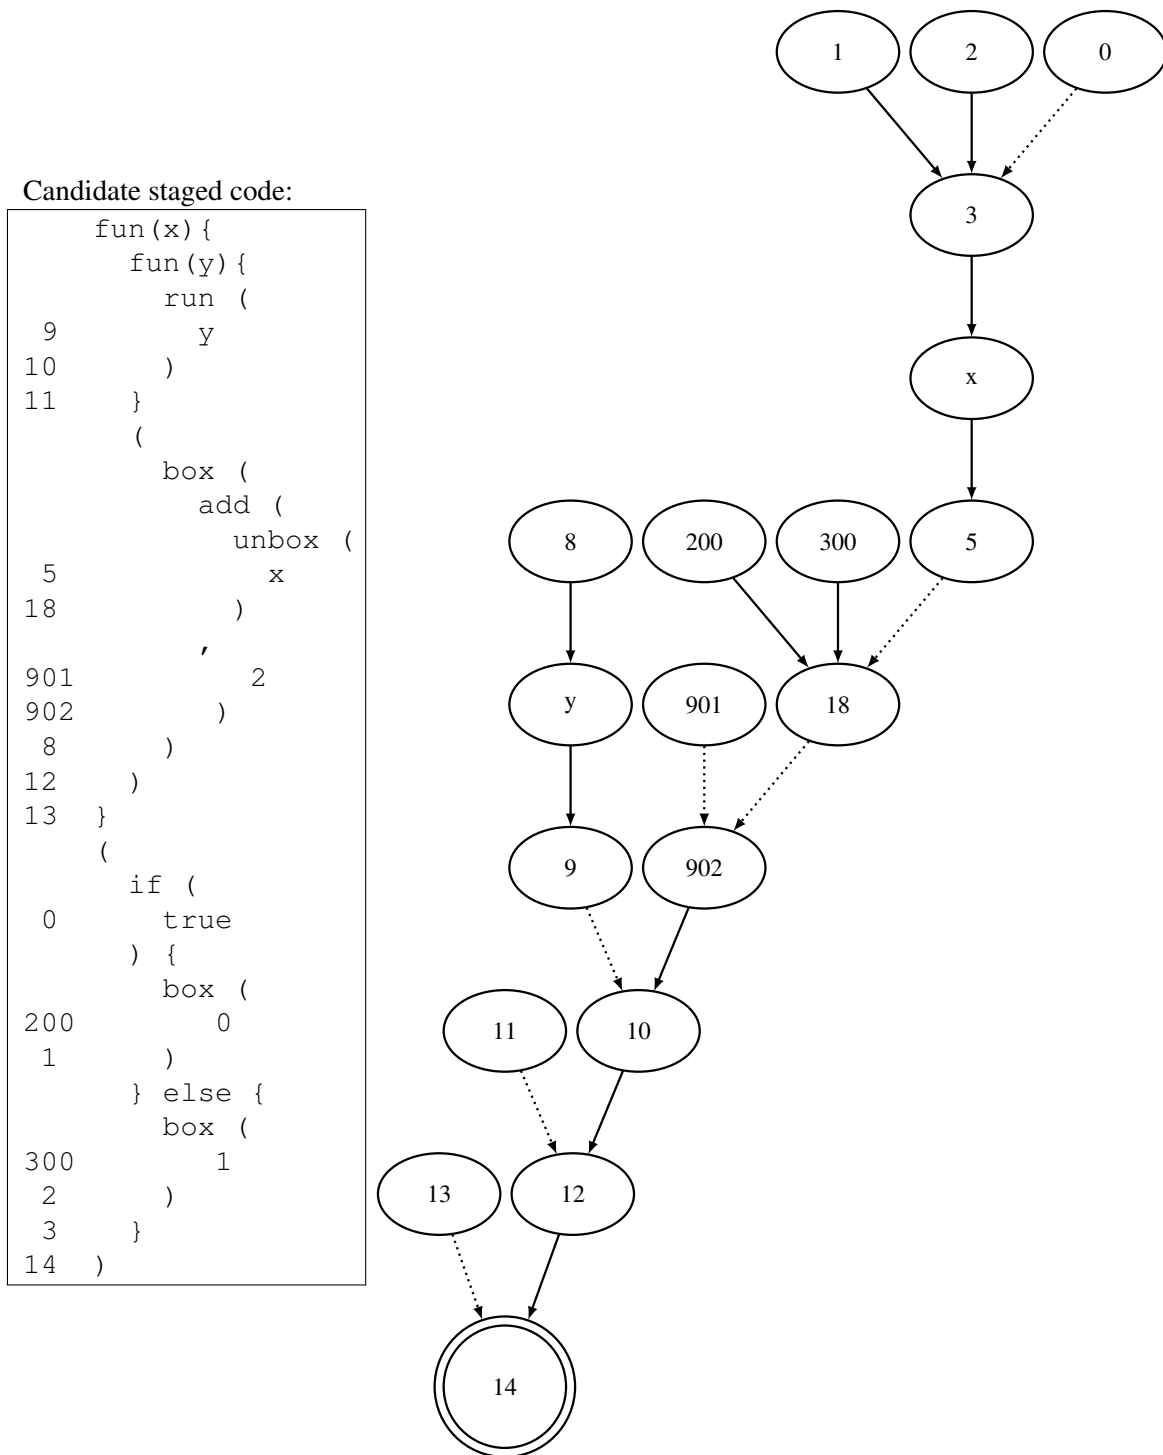 1 2 0
3
x
Candidate staged code:
fun(x){
fun(y){
run (
9 y
10 )
11 }
(
box (
add (
unbox (
5 x
18 )
,
901 2
902 )
8 )
12 )
13 }
(
if (
0 true
) {
box (
200 0
1 )
} else {
box (
300 1
2 )
3 }
14 )
8 200 300 5
y 901 18
9 902
11 10
13 12
14